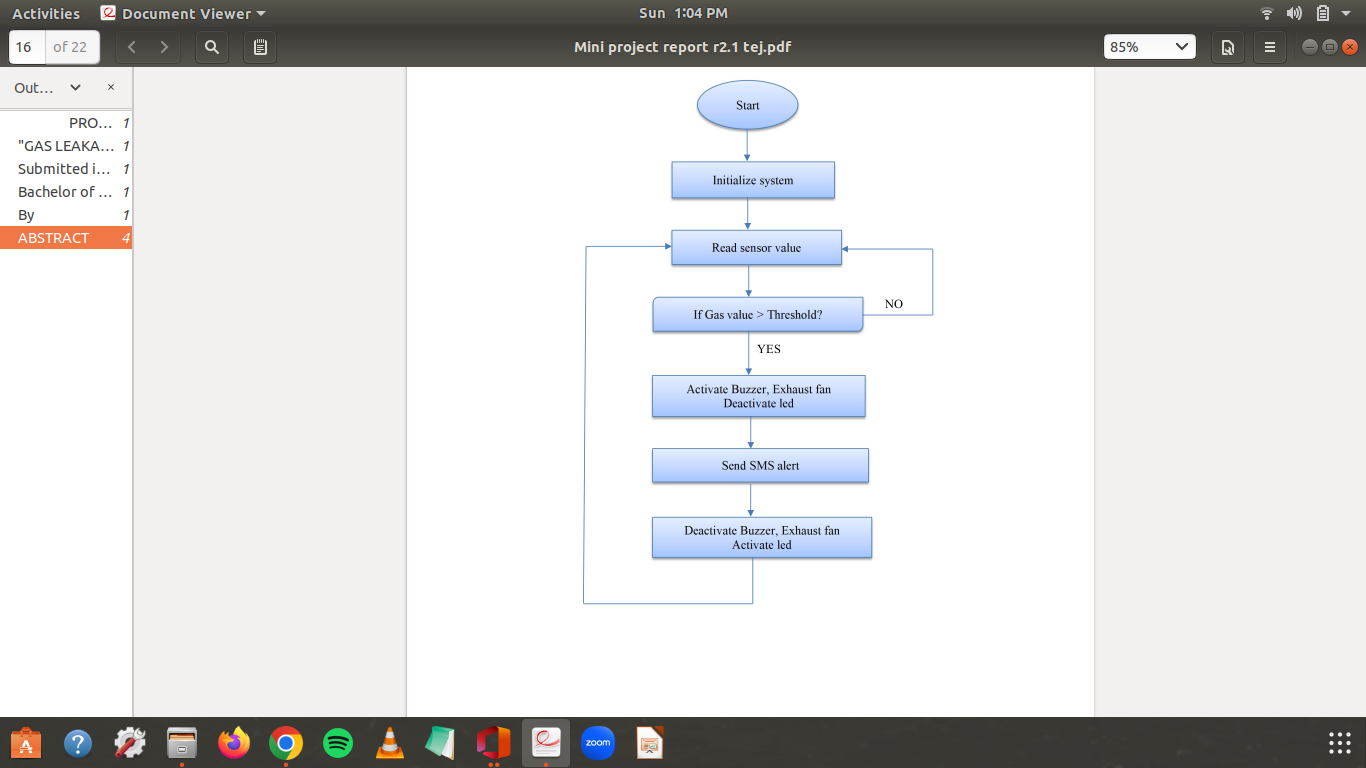 Activities
Document Viewer
Sun 1:04 PM
16
of 22
Mini project report r2.1 tej.pdf
85%
Out...
×
PRO... 1
"GAS LEAKA... 1
Submitted i... 1
Bachelor of ... 1
By 1
ABSTRACT 4
Start
Initialize system
Read sensor value
NO
If Gas value > Threshold?
YES
Activate Buzzer, Exhaust fan
Deactivate led
Send SMS alert
Deactivate Buzzer, Exhaust fan
Activate led
zoom